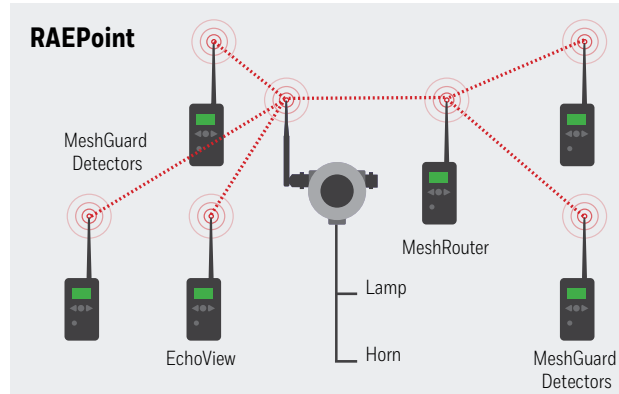 RAEPoint
MeshGuard
Detectors
MeshRouter
Lamp
EchoView
Horn
MeshGuard
Detectors